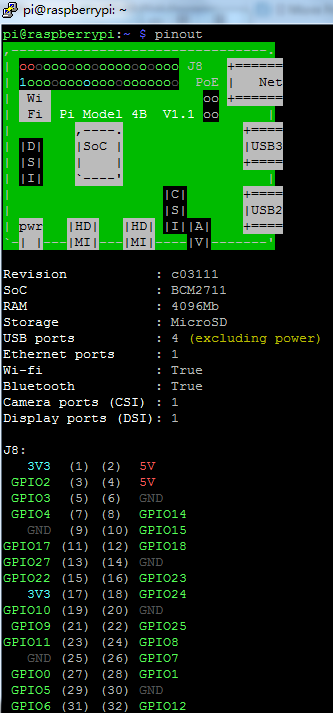 pi@raspberrypi: ~
pi@raspberrypi:~ $ pinout
,--------------------------------.
| oooooooooooooooooooo J8     +======
| 1ooooooooooooooooooo  PoE   |   Net
|  Wi                    oo   +======
|  Fi  Pi Model 4B  V1.1 oo      |
|        ,----.               +====
| |D|    |SoC |               |USB3
| |S|    |    |               +====
| |I|    `----'                  |
|                   |C|       +====
|                   |S|       |USB2
| pwr   |HD|   |HD| |I||A|    +====
`-| |---|MI|---|MI|----|V|-------'
Revision           : c03111
SoC                : BCM2711
RAM                : 4096Mb
Storage            : MicroSD
USB ports          : 4 (excluding power)
Ethernet ports     : 1
Wi-fi              : True
Bluetooth          : True
Camera ports (CSI) : 1
Display ports (DSI): 1
J8:
   3V3  (1) (2)  5V
 GPIO2  (3) (4)  5V
 GPIO3  (5) (6)  GND
 GPIO4  (7) (8)  GPIO14
   GND  (9) (10) GPIO15
GPIO17 (11) (12) GPIO18
GPIO27 (13) (14) GND
GPIO22 (15) (16) GPIO23
   3V3 (17) (18) GPIO24
GPIO10 (19) (20) GND
 GPIO9 (21) (22) GPIO25
GPIO11 (23) (24) GPIO8
   GND (25) (26) GPIO7
 GPIO0 (27) (28) GPIO1
 GPIO5 (29) (30) GND
 GPIO6 (31) (32) GPIO12